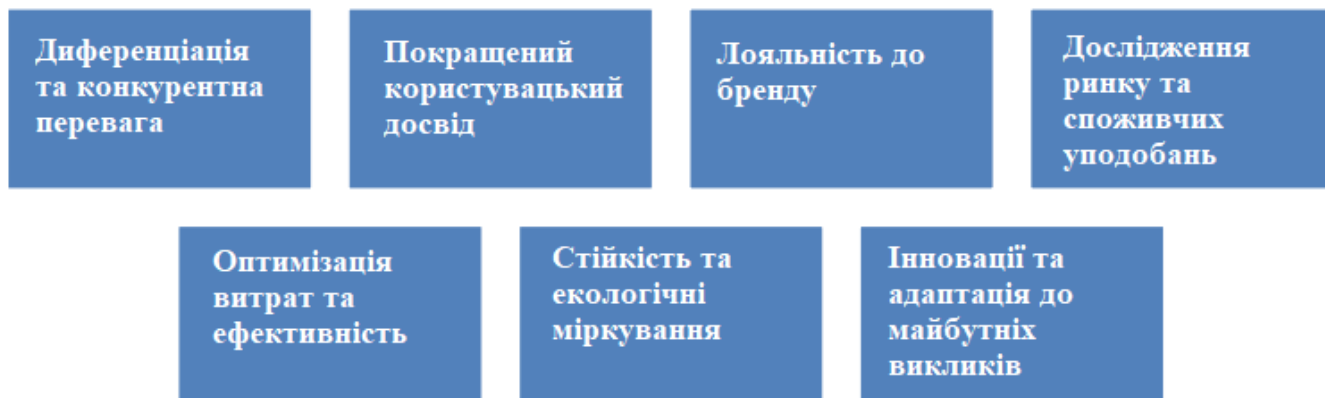 Диференціація
та конкурентна
перевага
Покращений
користувацький
досвід
Лояльність до
бренду
Дослідження
ринку та
споживчих
уподобань
Оптимізація
витрат та
ефективність
Стійкість та
екологічні
міркування
Інновації та
адаптація до
майбутніх
викликів